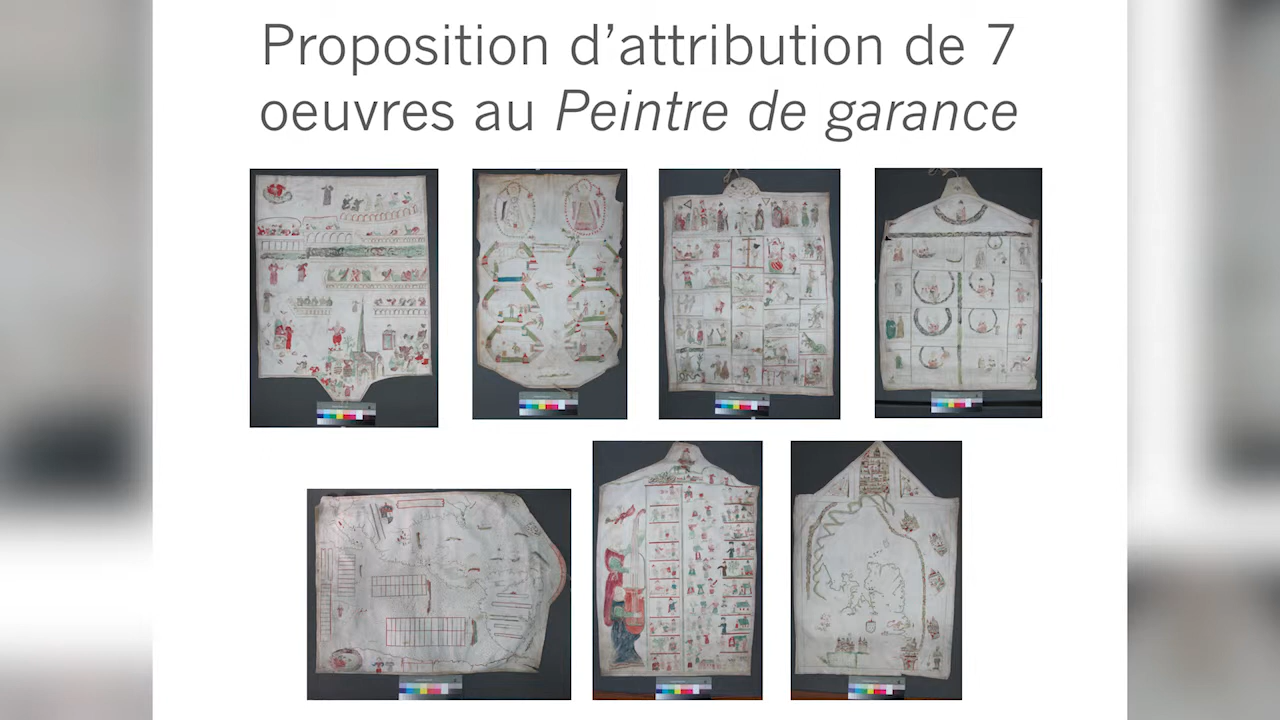 Proposition d’attribution de 7
oeuvres au Peintre de garance